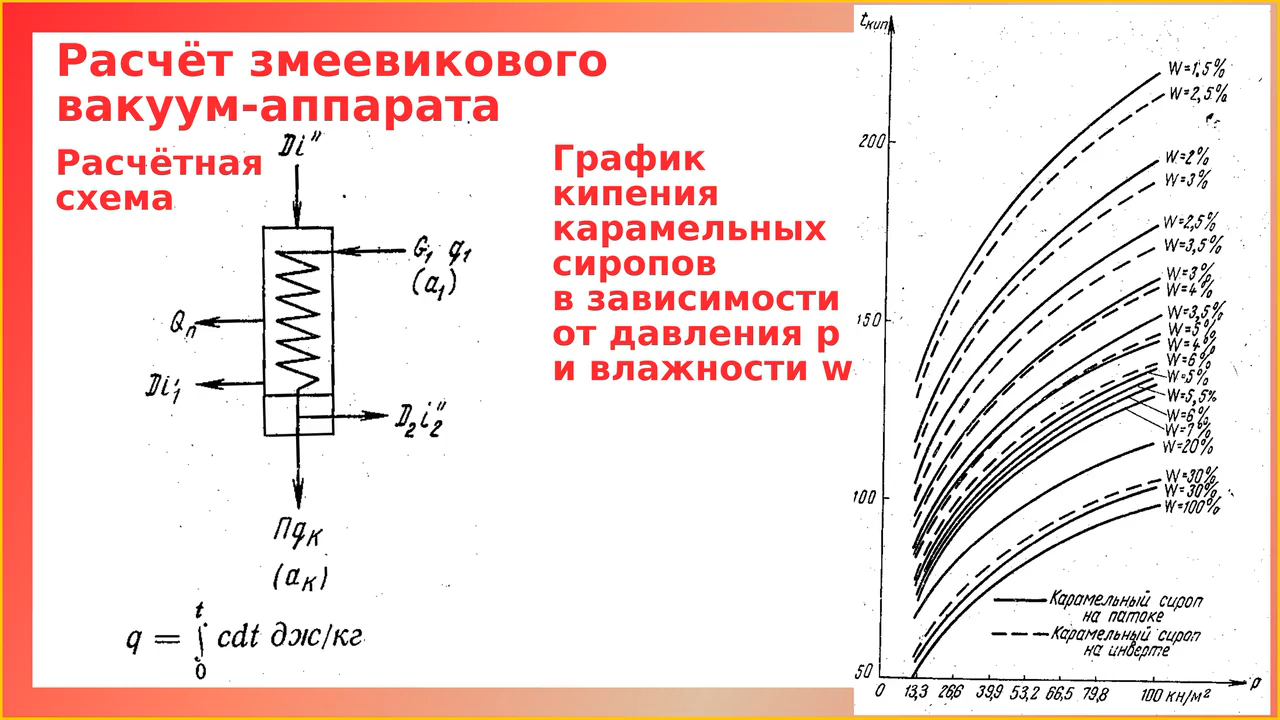 Расчёт змеевикового
вакуум-аппарата
Расчётная
схема
Di"
G₁ q₁
(a₁)
Qп
Di'₁
D₂i"₂
Пqк
(aк)
q = ∫₀ᵗ cdt дж/кг
График
кипения
карамельных
сиропов
в зависимости
от давления р
и влажности w
tкип
200
150
100
50
W=1,5%
W=2,5%
W=2%
W=3%
W=2,5%
W=3,5%
W=3%
W=4%
W=3,5%
W=5%
W=4%
W=6%
W=5%
W=5,5%
W=6%
W=7%
W=20%
W=30%
W=30%
W=100%
Карамельный сироп
на патоке
Карамельный сироп
на инверте
0 13,3 26,6 39,9 53,2 66,5 79,8 100 кн/м² p